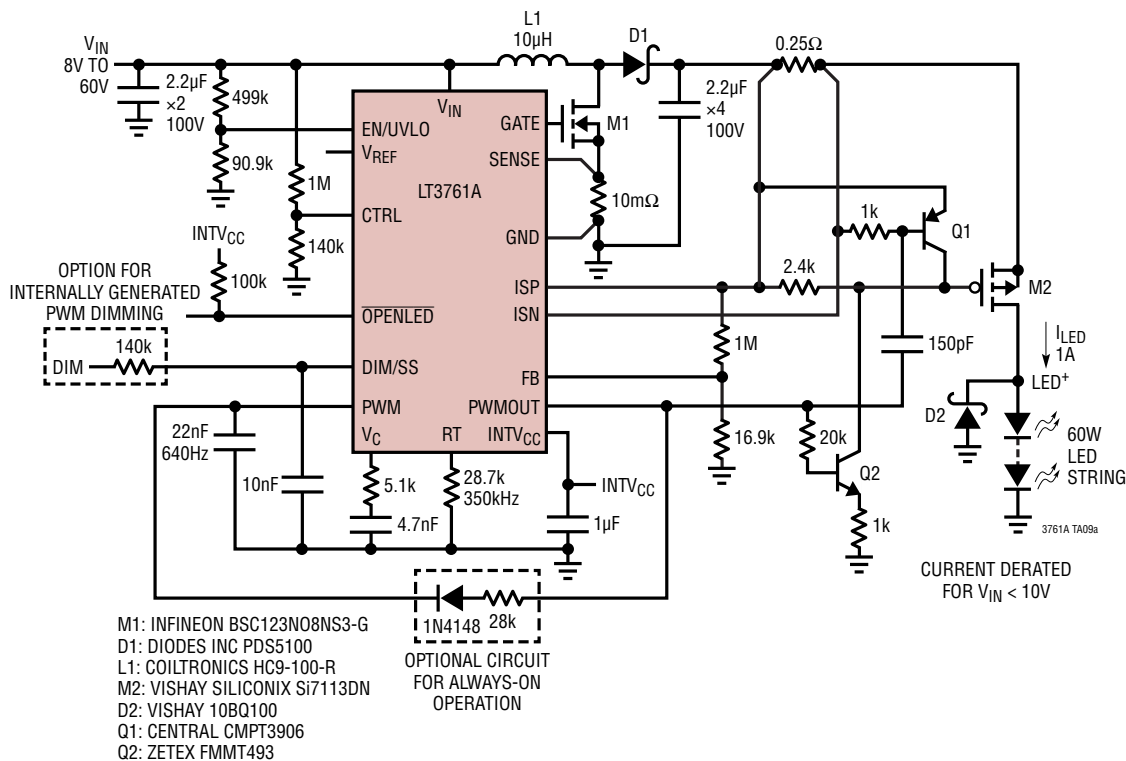 V_IN
8V TO
60V
2.2µF
×2
100V
499k
90.9k
1M
140k
L1
10µH
D1
0.25Ω
2.2µF
×4
100V
M1
10mΩ
V_IN
EN/UVLO
V_REF
LT3761A
CTRL
OPENLED
DIM/SS
PWM
V_C
RT
INTV_CC
GATE
SENSE
GND
ISP
ISN
FB
PWMOUT
INTV_CC
100k
OPTION FOR
INTERNALLY GENERATED
PWM DIMMING
DIM
140k
22nF
640Hz
10nF
5.1k
4.7nF
28.7k
350kHz
INTV_CC
1µF
1M
16.9k
1k
Q1
2.4k
150pF
M2
I_LED
1A
LED+
D2
60W
LED
STRING
20k
Q2
1k
3761A TA09a
CURRENT DERATED
FOR V_IN < 10V
1N4148
28k
OPTIONAL CIRCUIT
FOR ALWAYS-ON
OPERATION
M1: INFINEON BSC123NO8NS3-G
D1: DIODES INC PDS5100
L1: COILTRONICS HC9-100-R
M2: VISHAY SILICONIX Si7113DN
D2: VISHAY 10BQ100
Q1: CENTRAL CMPT3906
Q2: ZETEX FMMT493